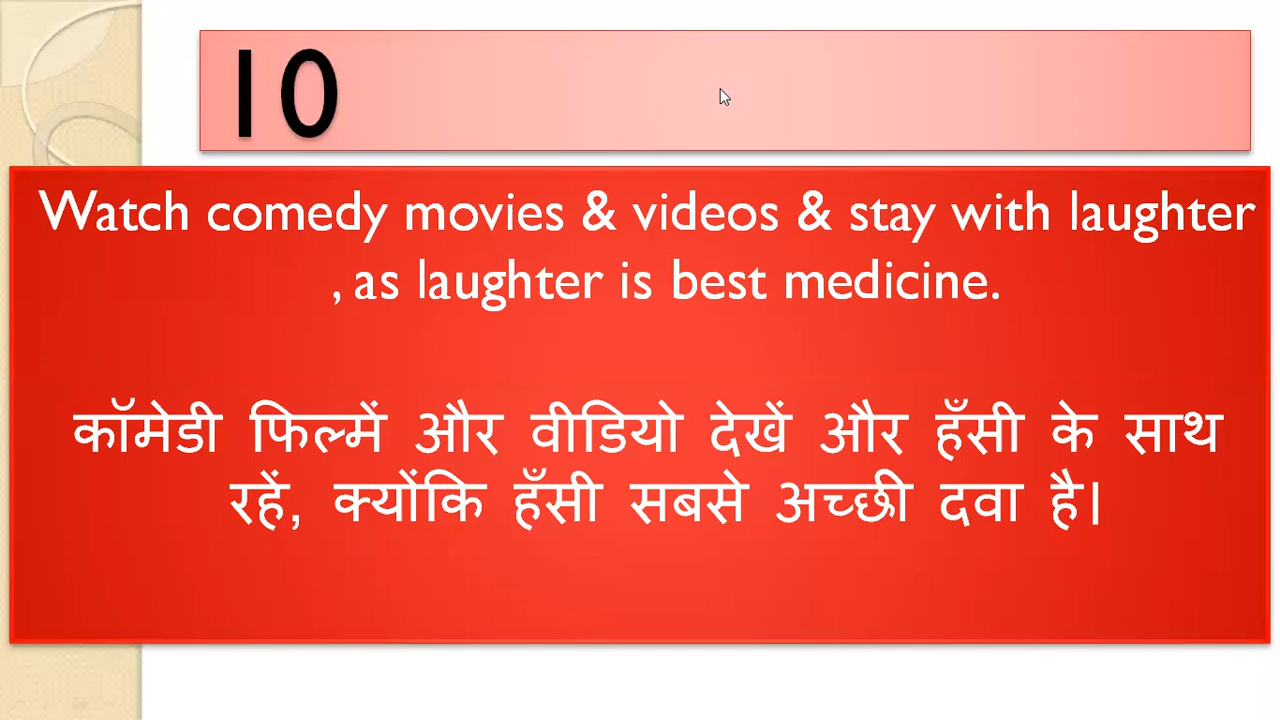 10
Watch comedy movies & videos & stay with laughter
, as laughter is best medicine.
कॉमेडी फिल्में और वीडियो देखें और हँसी के साथ
रहें, क्योंकि हँसी सबसे अच्छी दवा है।